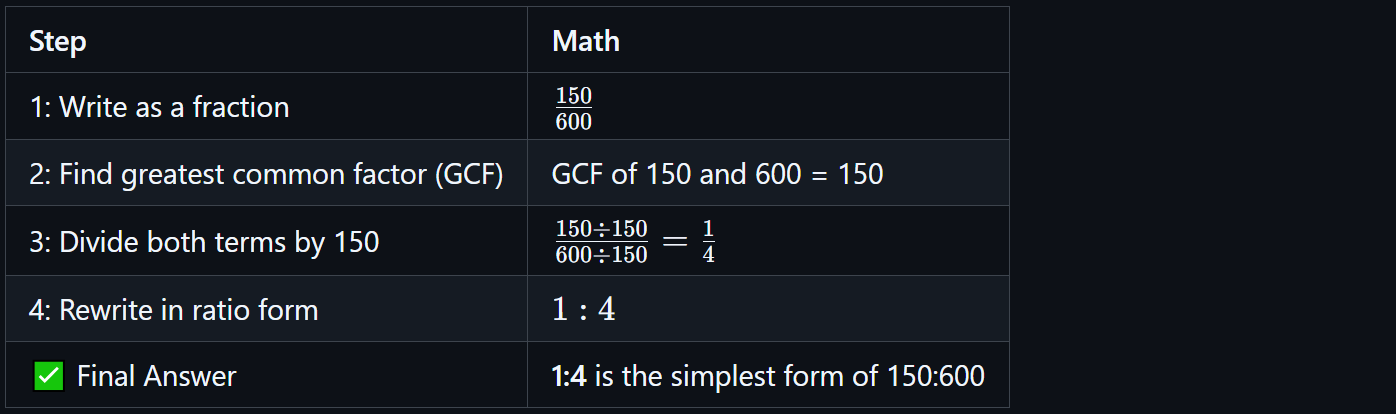 Step Math
1: Write as a fraction 150/600
2: Find greatest common factor (GCF) GCF of 150 and 600 = 150
3: Divide both terms by 150 150÷150/600÷150 = 1/4
4: Rewrite in ratio form 1 : 4
✅ Final Answer 1:4 is the simplest form of 150:600